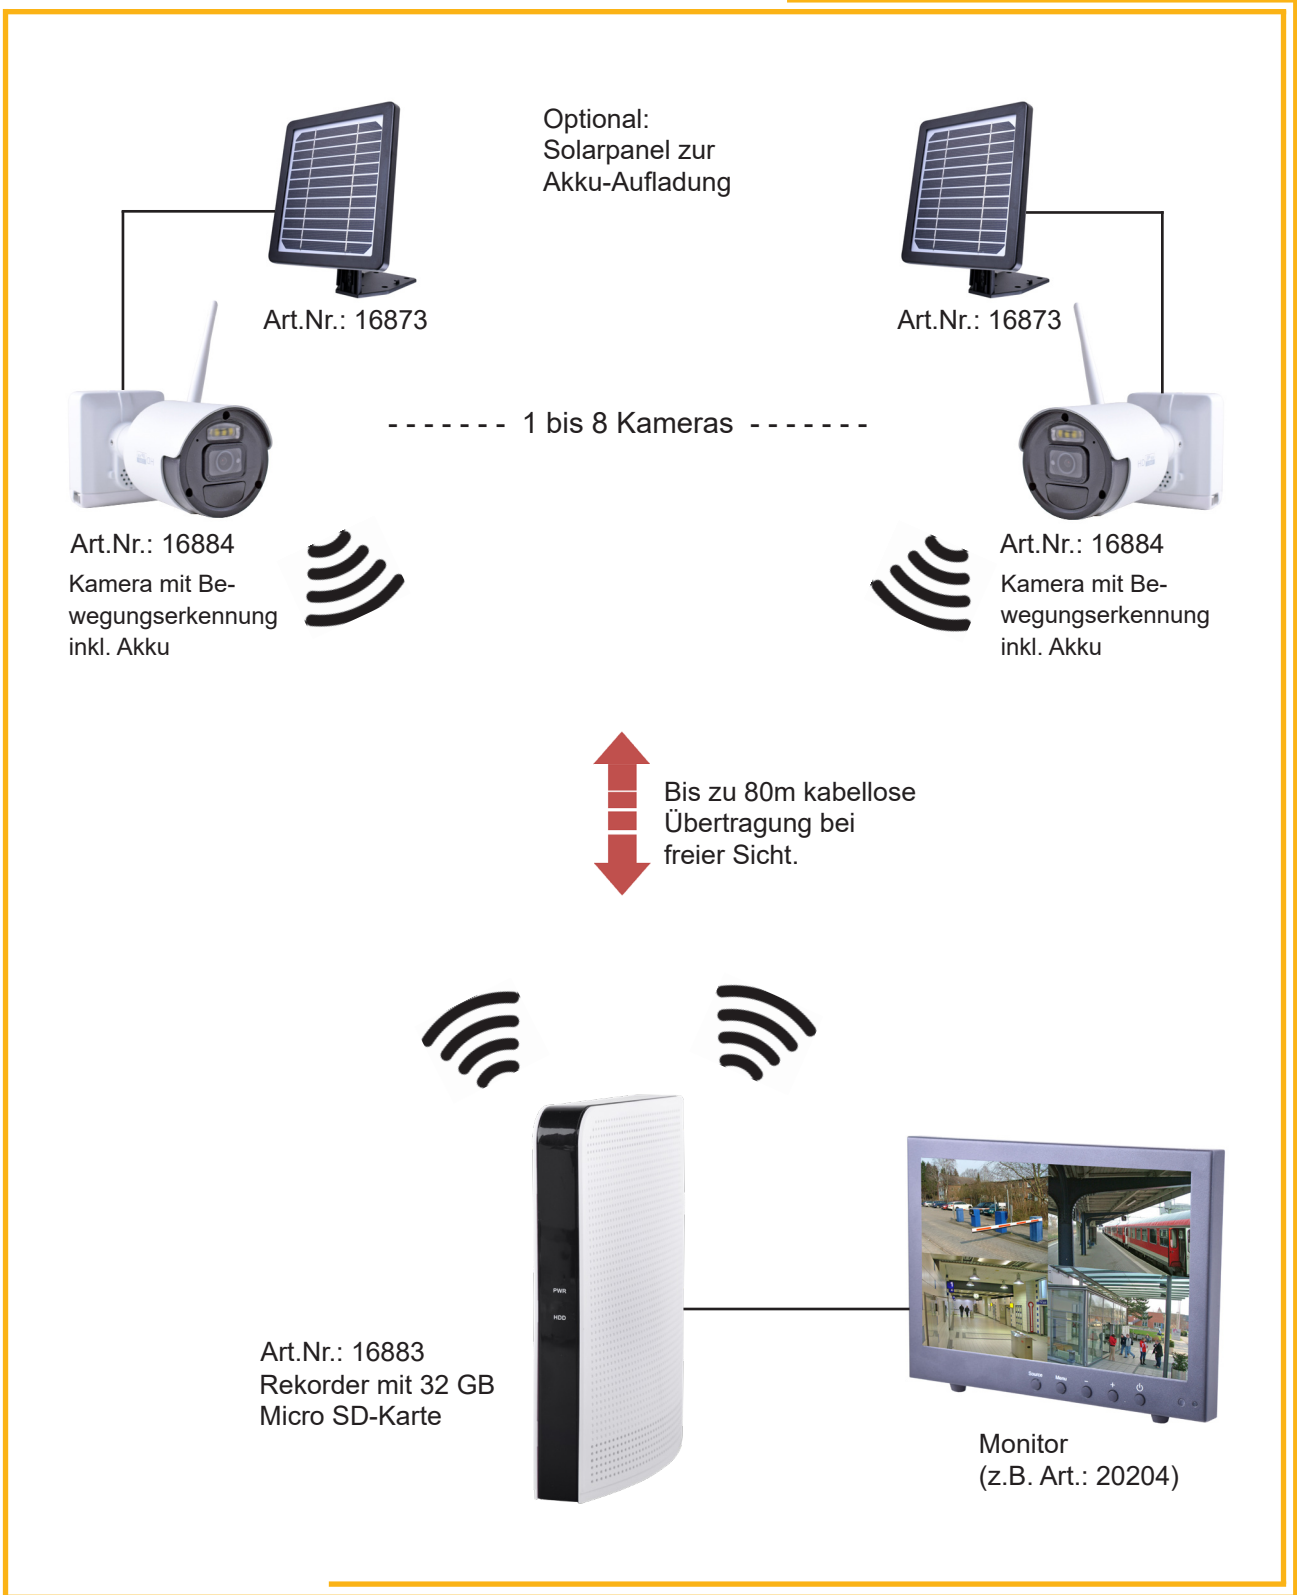 Optional:
Solarpanel zur
Akku-Aufladung
Art.Nr.: 16873
Art.Nr.: 16873
- - - - - - - 1 bis 8 Kameras - - - - - - -
Art.Nr.: 16884
Kamera mit Be-
wegungserkennung
inkl. Akku
Art.Nr.: 16884
Kamera mit Be-
wegungserkennung
inkl. Akku
Bis zu 80m kabellose
Übertragung bei
freier Sicht.
PWR
HDD
Art.Nr.: 16883
Rekorder mit 32 GB
Micro SD-Karte
Source Menu - +
Monitor
(z.B. Art.: 20204)